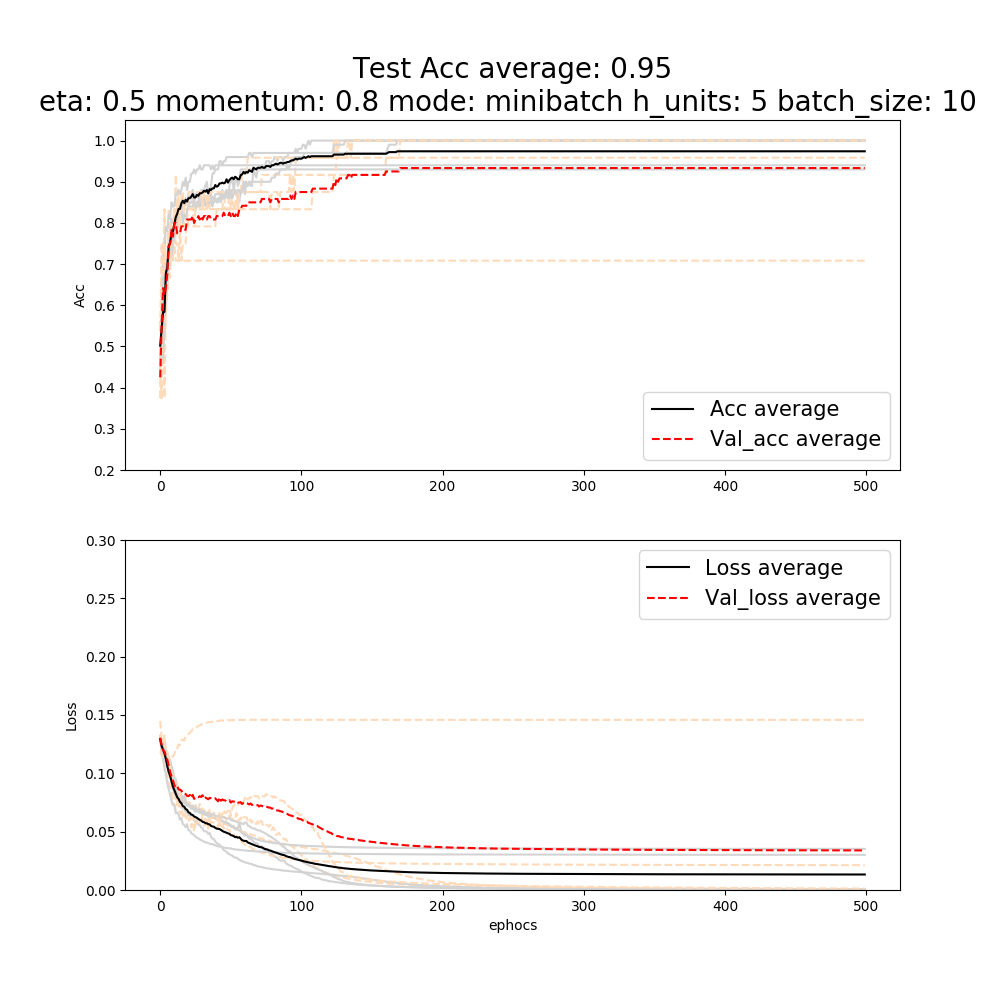 Test Acc average: 0.95
eta: 0.5 momentum: 0.8 mode: minibatch h_units: 5 batch_size: 10
1.0
0.9
0.8
0.7
0.6
0.5
0.4
0.3
0.2
Acc
0 100 200 300 400 500
Acc average
Val_acc average
0.30
0.25
0.20
0.15
0.10
0.05
0.00
Loss
0 100 200 300 400 500
ephocs
Loss average
Val_loss average